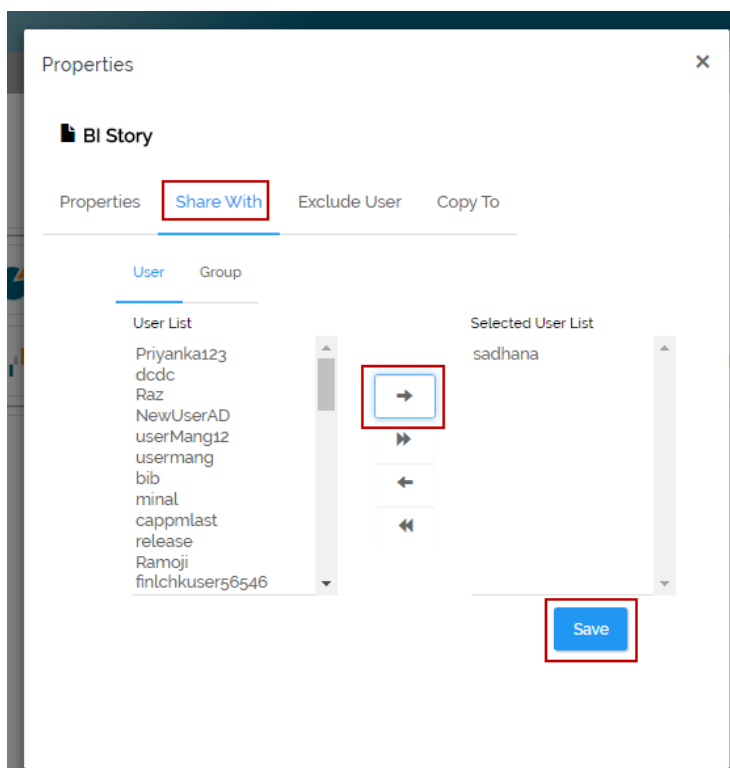 Properties
×
BI Story
Properties Share With Exclude User Copy To
User Group
User List Selected User List
Priyanka123 sadhana
dcdc
Raz
NewUserAD
userMang12
usermang
bib
minal
cappmlast
release
Ramoji
finlchkuser56546
Save